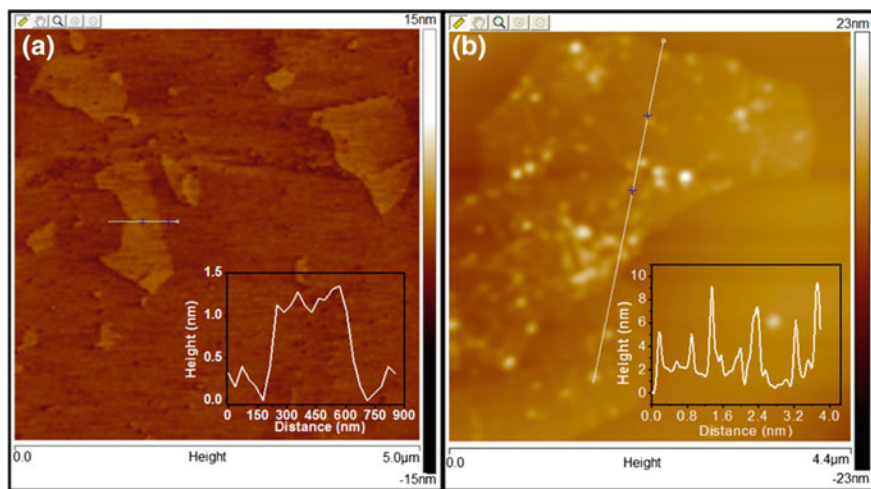 (a)
15nm
1.5
1.0
0.5
0.0
Height (nm)
0 150 300 450 600 750 900
Distance (nm)
0.0 Height 5.0µm
-15nm
(b)
23nm
10
8
6
4
2
0
Height (nm)
0.0 0.8 1.6 2.4 3.2 4.0
Distance (nm)
0.0 Height 4.4µm
-23nm